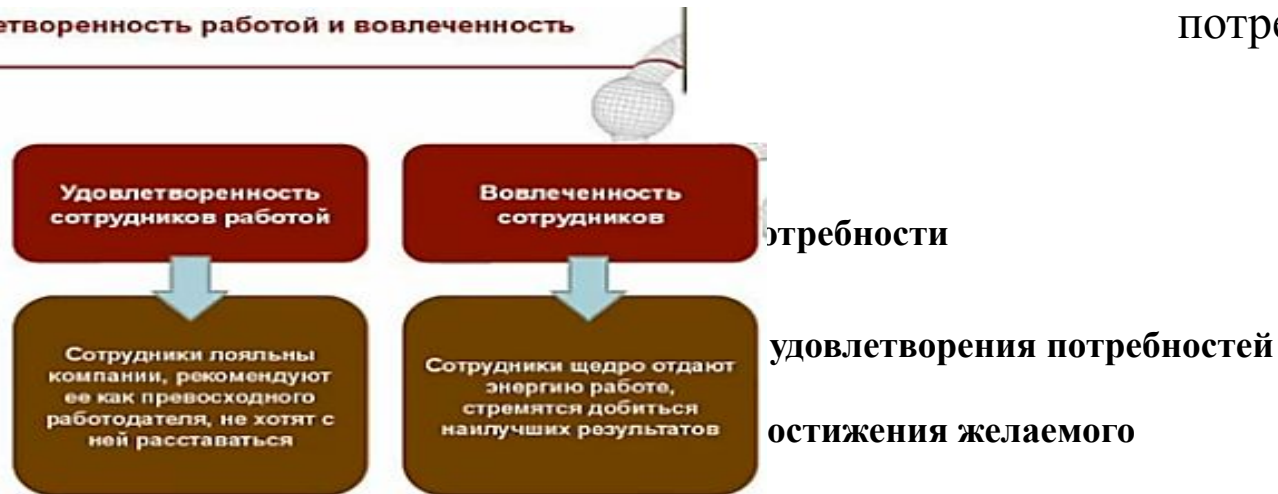 етворенность работой и вовлеченность
потре
Удовлетворенность
сотрудников работой
Вовлеченность
сотрудников
отребности
Сотрудники лояльны
компании, рекомендуют
ее как превосходного
работодателя, не хотят с
ней расставаться
Сотрудники щедро отдают
энергию работе,
стремятся добиться
наилучших результатов
удовлетворения потребностей
остижения желаемого